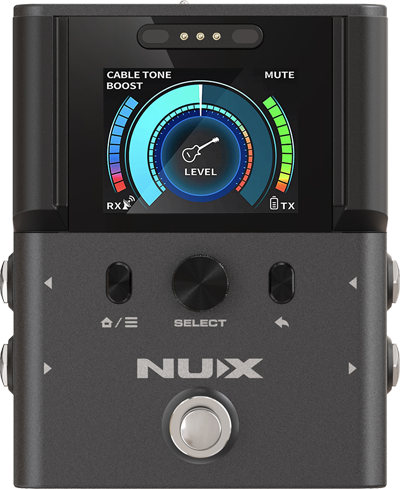 CABLE TONE MUTE
BOOST
LEVEL
RX TX
/
SELECT
NUX